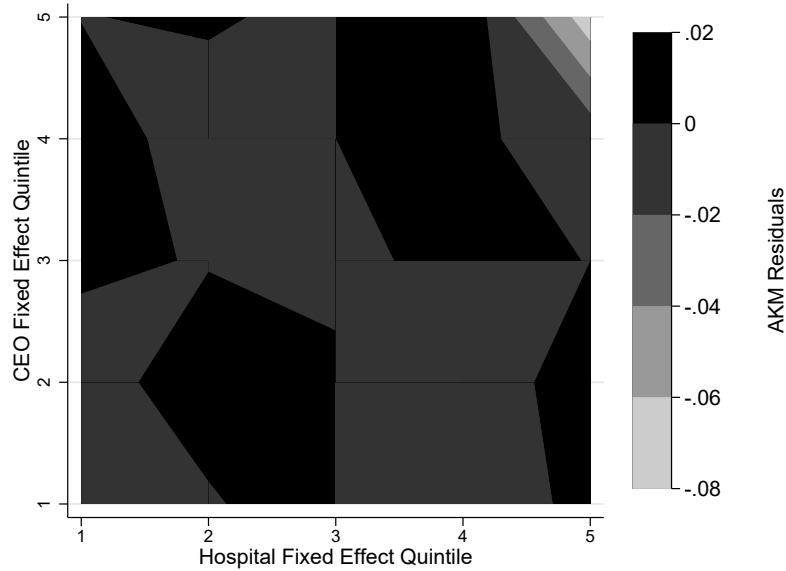 CEO Fixed Effect Quintile
5
4
3
2
1
1 2 3 4 5
Hospital Fixed Effect Quintile
.02
0
-.02
-.04
-.06
-.08
AKM Residuals